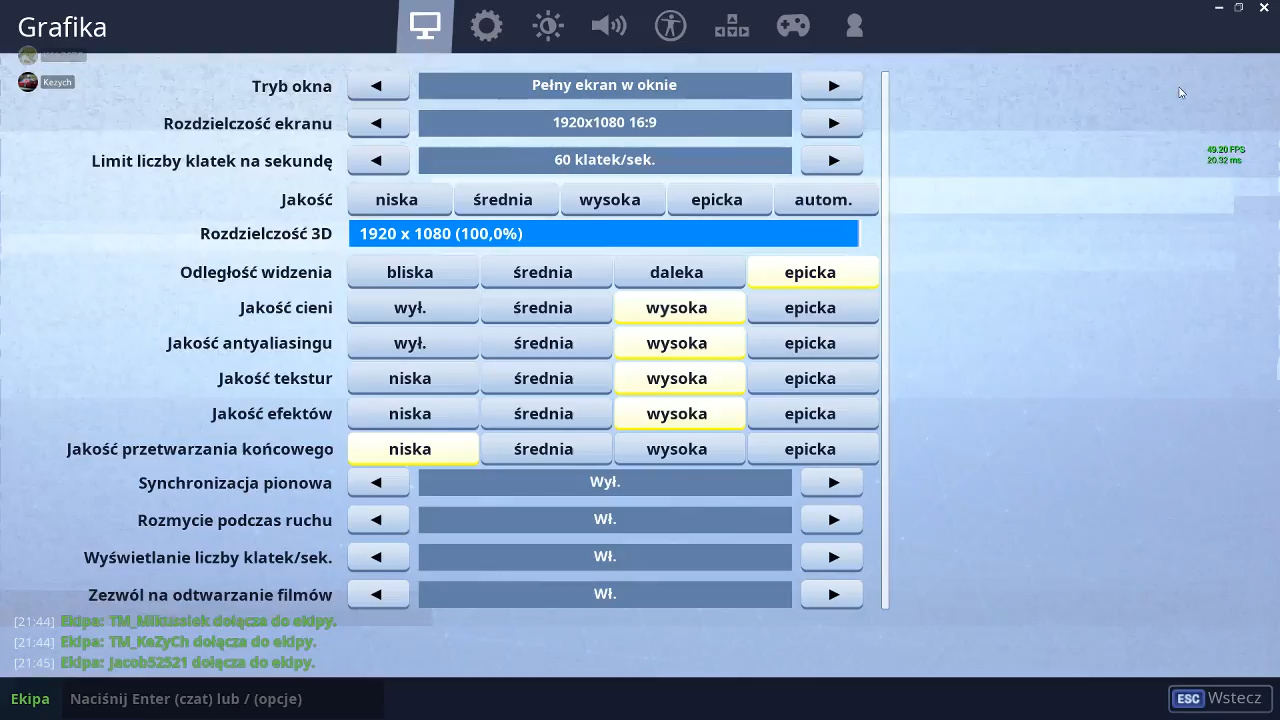 Grafika
Kezych
Tryb okna Pełny ekran w oknie
Rozdzielczość ekranu 1920x1080 16:9
Limit liczby klatek na sekundę 60 klatek/sek.
49.20 FPS
20.32 ms
Jakość niska średnia wysoka epicka autom.
Rozdzielczość 3D 1920 x 1080 (100,0%)
Odległość widzenia bliska średnia daleka epicka
Jakość cieni wył. średnia wysoka epicka
Jakość antyaliasingu wył. średnia wysoka epicka
Jakość tekstur niska średnia wysoka epicka
Jakość efektów niska średnia wysoka epicka
Jakość przetwarzania końcowego niska średnia wysoka epicka
Synchronizacja pionowa Wył.
Rozmycie podczas ruchu Wł.
Wyświetlanie liczby klatek/sek. Wł.
Zezwól na odtwarzanie filmów Wł.
[21:44] Ekipa: TM_Mikussiek dołącza do ekipy.
[21:44] Ekipa: TM_KeZyCh dołącza do ekipy.
[21:45] Ekipa: Jacob52521 dołącza do ekipy.
Ekipa Naciśnij Enter (czat) lub / (opcje)
ESC Wstecz